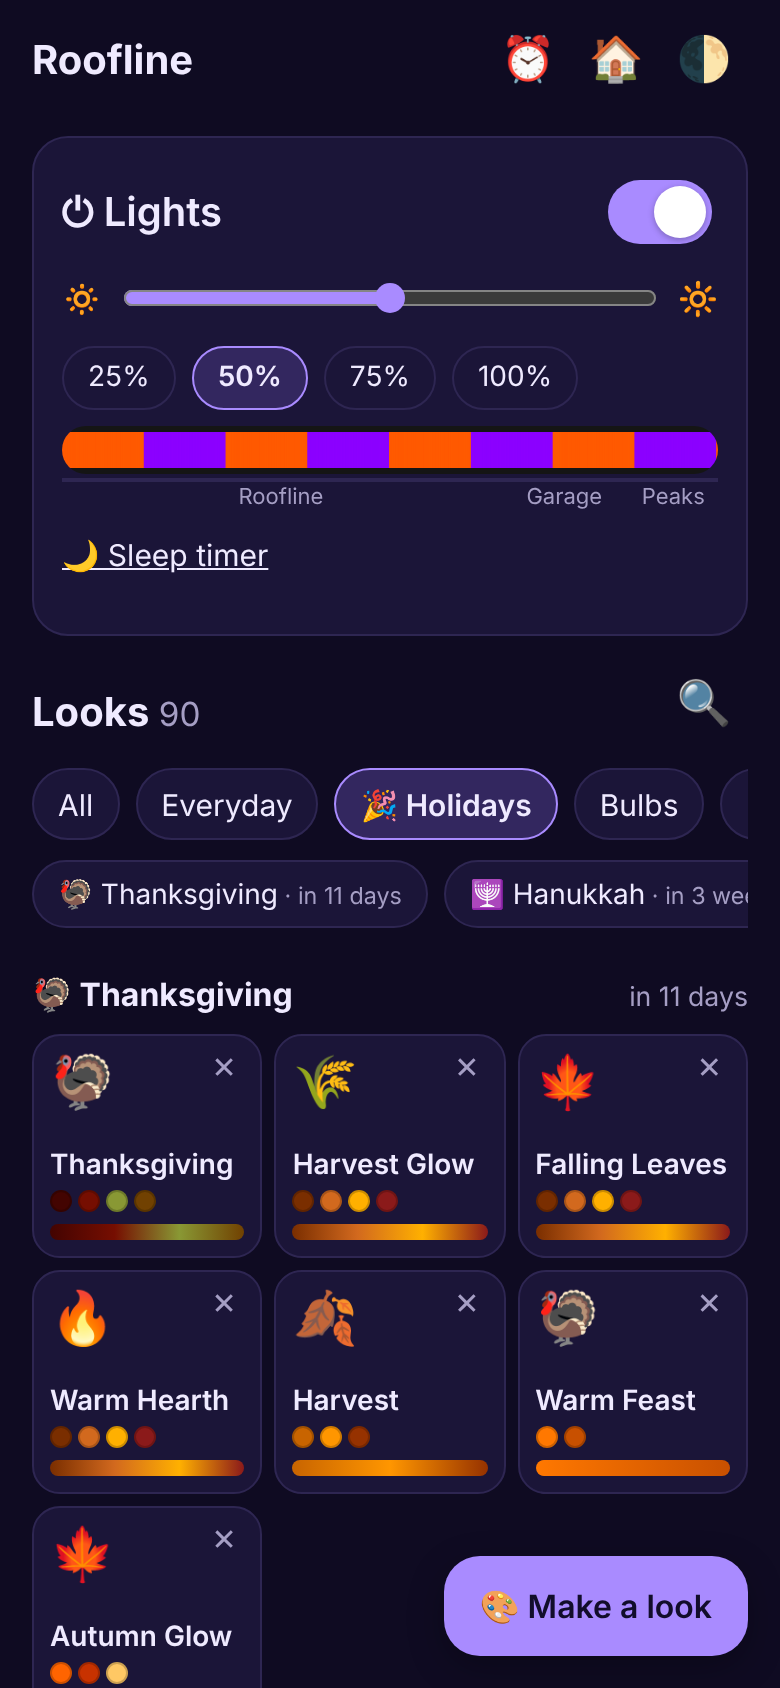 Roofline
Lights
25% 50% 75% 100%
Roofline Garage Peaks
Sleep timer
Looks 90
All Everyday Holidays Bulbs
Thanksgiving · in 11 days Hanukkah · in 3
Thanksgiving in 11 days
Thanksgiving Harvest Glow Falling Leaves
Warm Hearth Harvest Warm Feast
Make a look
Autumn Glow